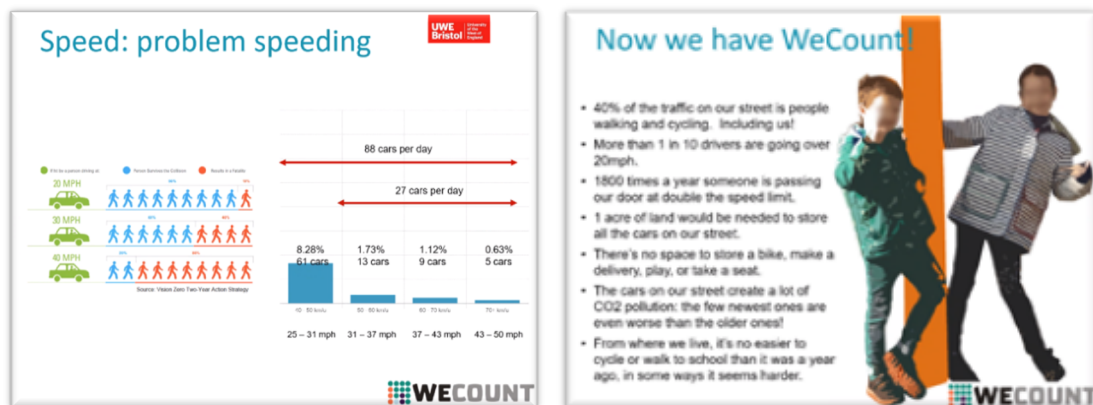 Speed: problem speeding
UWE
Bristol
University
of the
West of
England
88 cars per day
27 cars per day
20 MPH
30 MPH
40 MPH
8.28%
61 cars
1.73%
13 cars
1.12%
9 cars
0.63%
5 cars
Source: Vision Zero Two-Year Action Strategy
25 – 31 mph
31 – 37 mph
37 – 43 mph
43 – 50 mph
WECOUNT
Now we have WeCount!
• 40% of the traffic on our street is people
walking and cycling. Including us!
• More than 1 in 10 drivers are going over
20mph.
• 1800 times a year someone is passing
our door at double the speed limit.
• 1 acre of land would be needed to store
all the cars on our street.
• There's no space to store a bike, make a
delivery, play, or take a seat.
• The cars on our street create a lot of
CO2 pollution: the few newest ones are
even worse than the older ones!
• From where we live, it's no easier to
cycle or walk to school than it was a year
ago, in some ways it seems harder.
WECOUNT